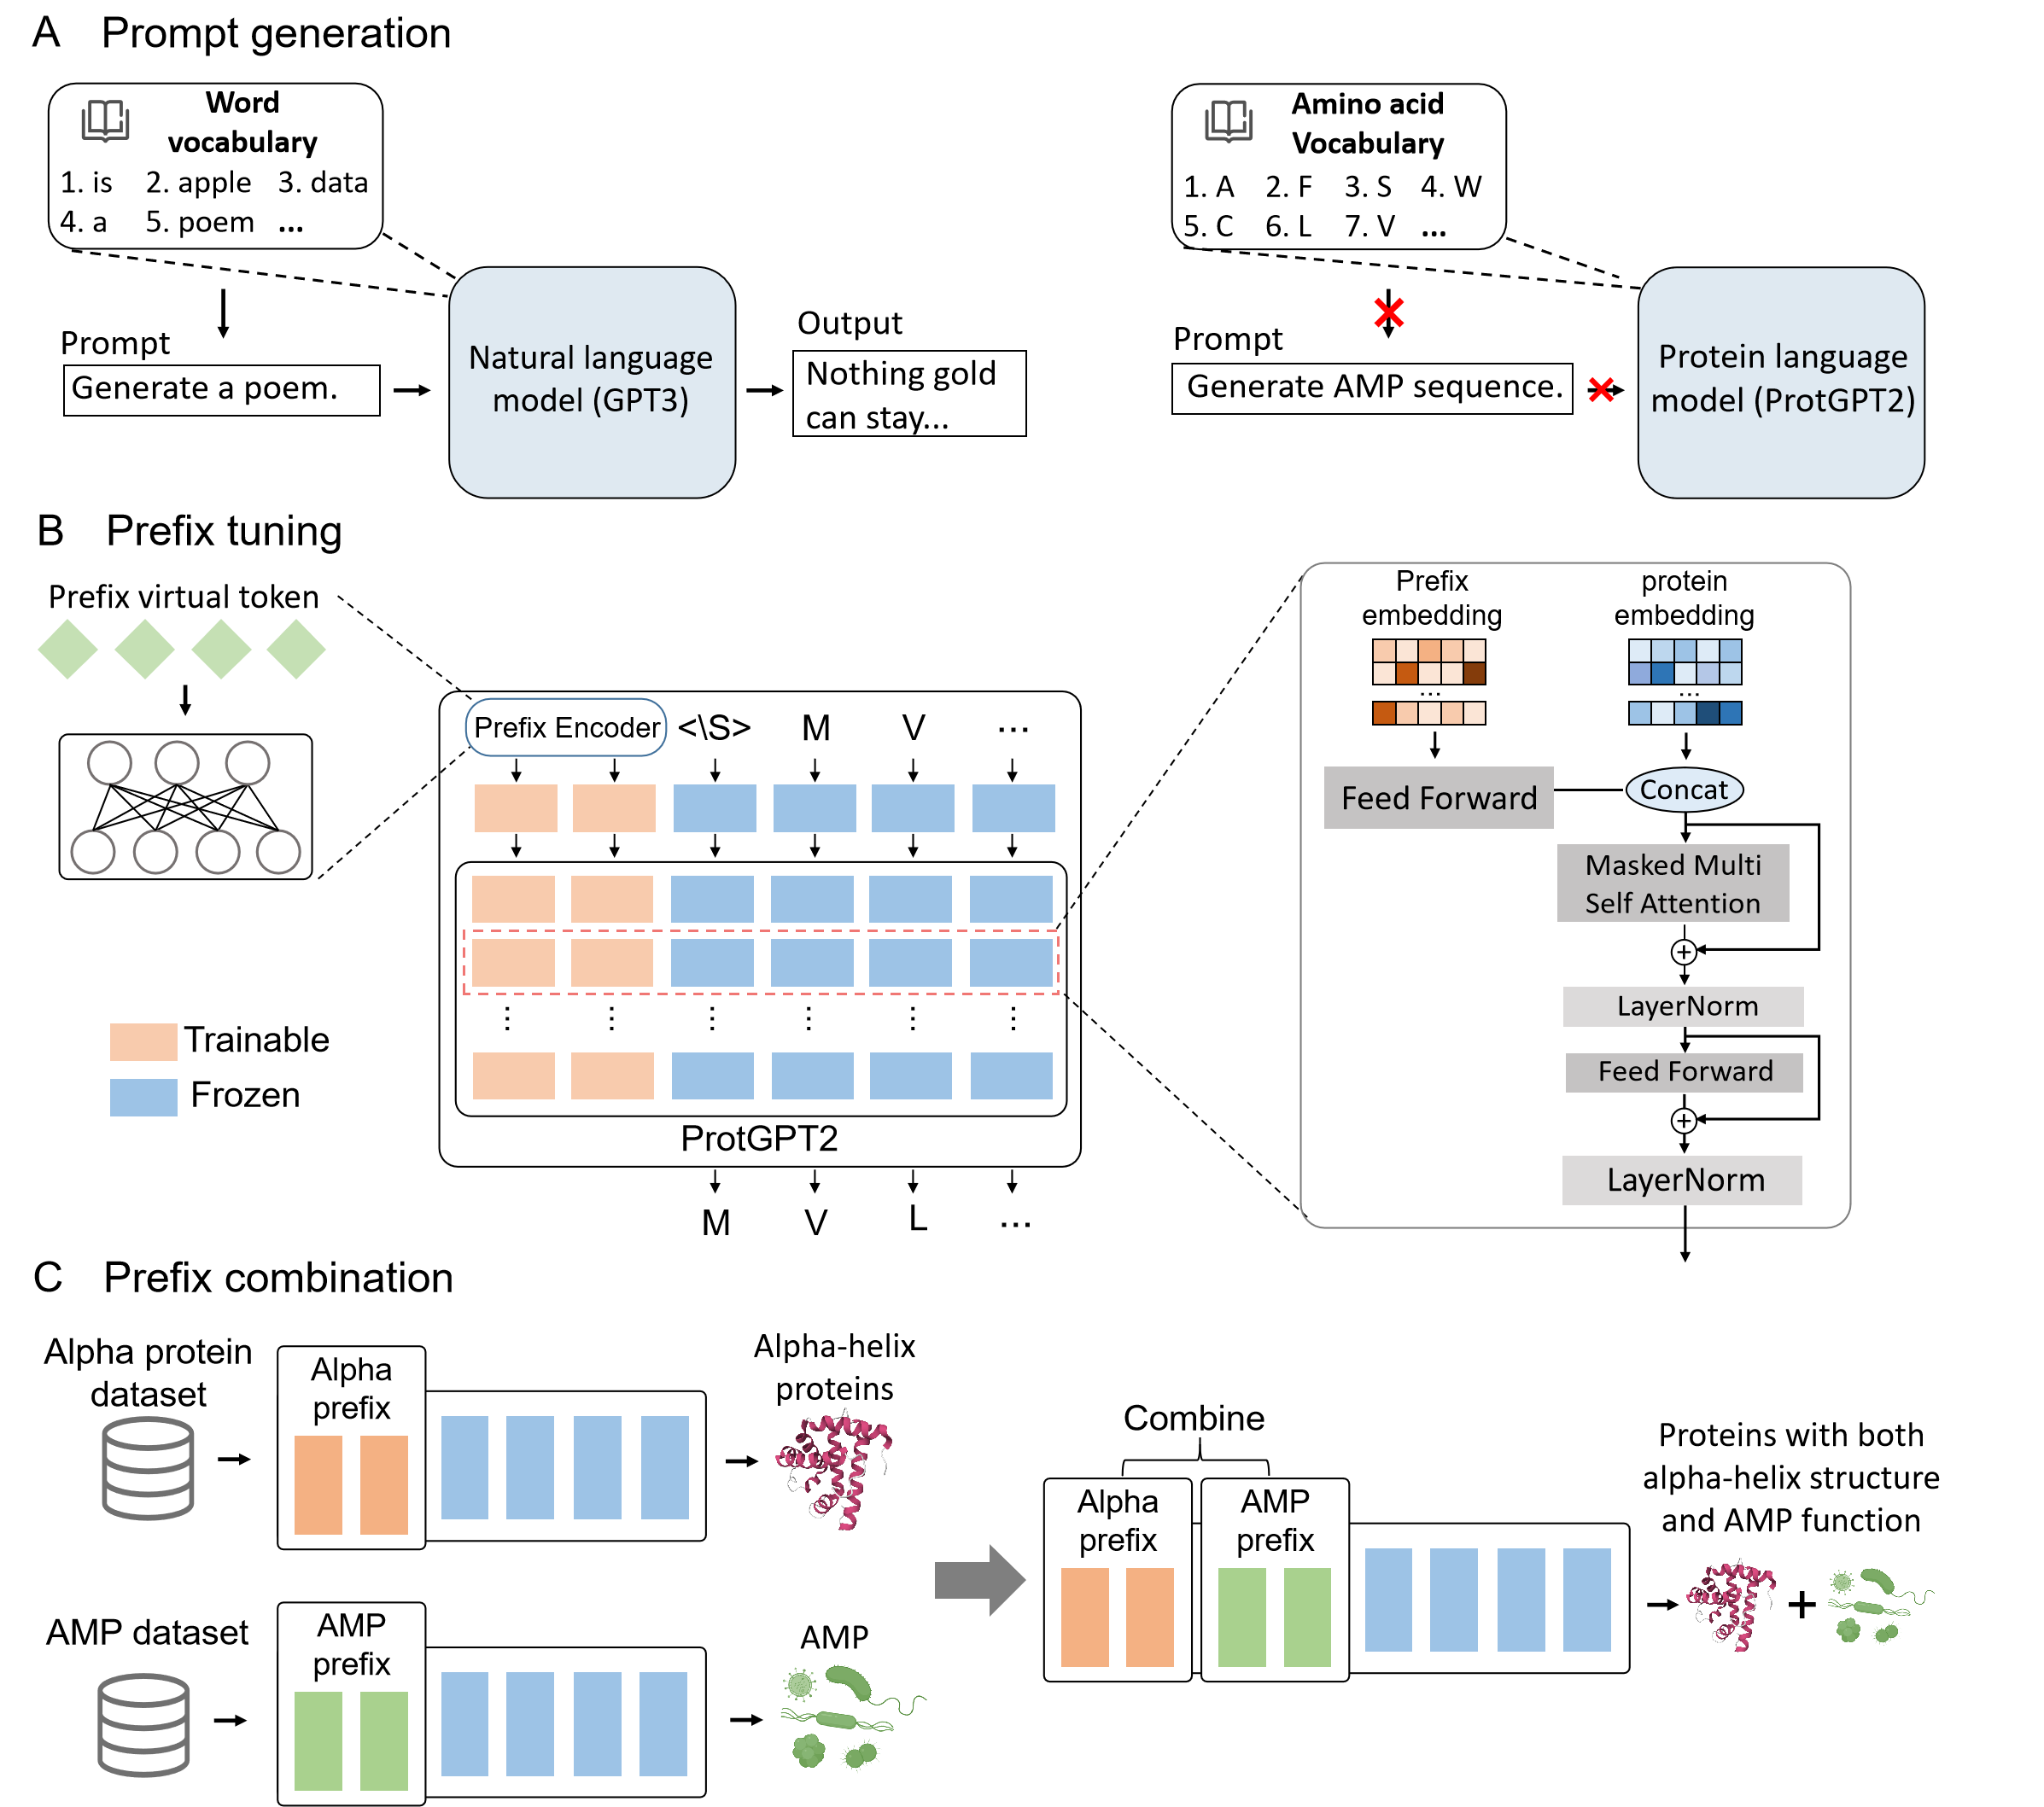 A Prompt generation
Word
vocabulary
1. is 2. apple 3. data
4. a 5. poem ...
Prompt
Generate a poem.
Natural language
model (GPT3)
Output
Nothing gold
can stay...
Amino acid
Vocabulary
1. A 2. F 3. S 4. W
5. C 6. L 7. V ...
Prompt
Generate AMP sequence.
Protein language
model (ProtGPT2)
B Prefix tuning
Prefix virtual token
Trainable
Frozen
Prefix Encoder <\S> M V ...
ProtGPT2
M V L ...
Prefix
embedding
protein
embedding
... ...
Feed Forward
Concat
Masked Multi
Self Attention
+
LayerNorm
Feed Forward
+
LayerNorm
C Prefix combination
Alpha protein
dataset
Alpha
prefix
Alpha-helix
proteins
AMP dataset
AMP
prefix
AMP
Combine
Alpha
prefix
AMP
prefix
Proteins with both
alpha-helix structure
and AMP function
+